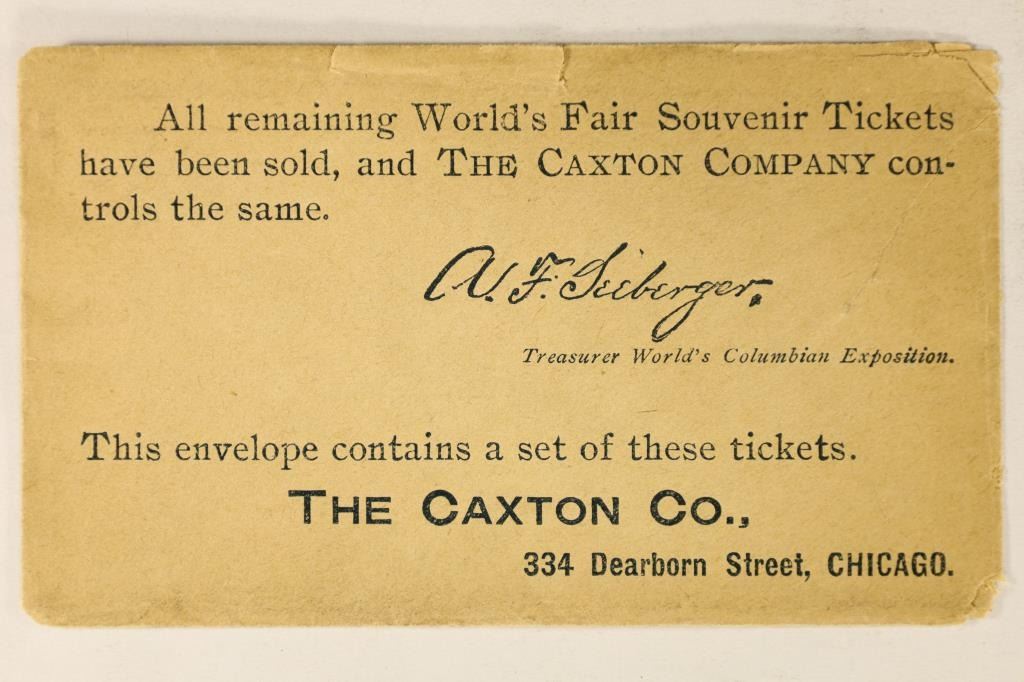 All remaining World's Fair Souvenir Tickets
have been sold, and THE CAXTON COMPANY con-
trols the same.
A. F. Seeberger,
Treasurer World's Columbian Exposition.
This envelope contains a set of these tickets.
THE CAXTON CO.,
334 Dearborn Street, CHICAGO.